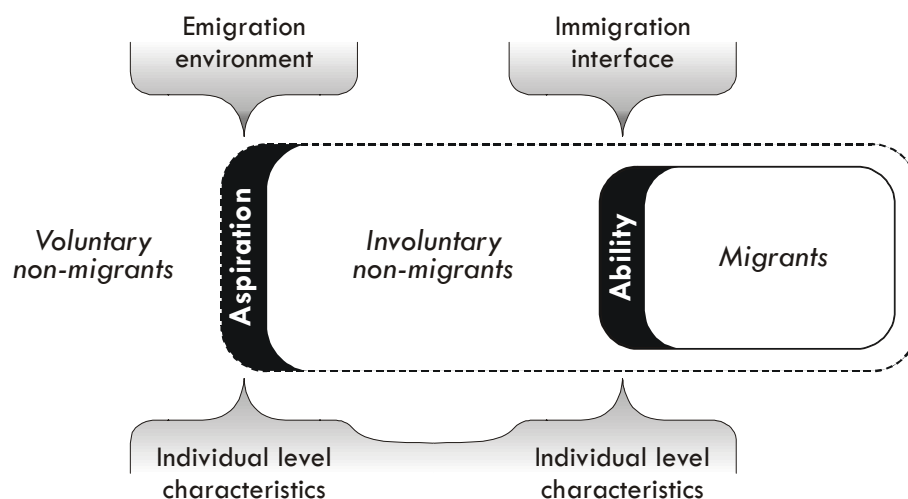 Emigration
environment
Immigration
interface
Voluntary
non-migrants
Aspiration
Involuntary
non-migrants
Ability
Migrants
Individual level
characteristics
Individual level
characteristics